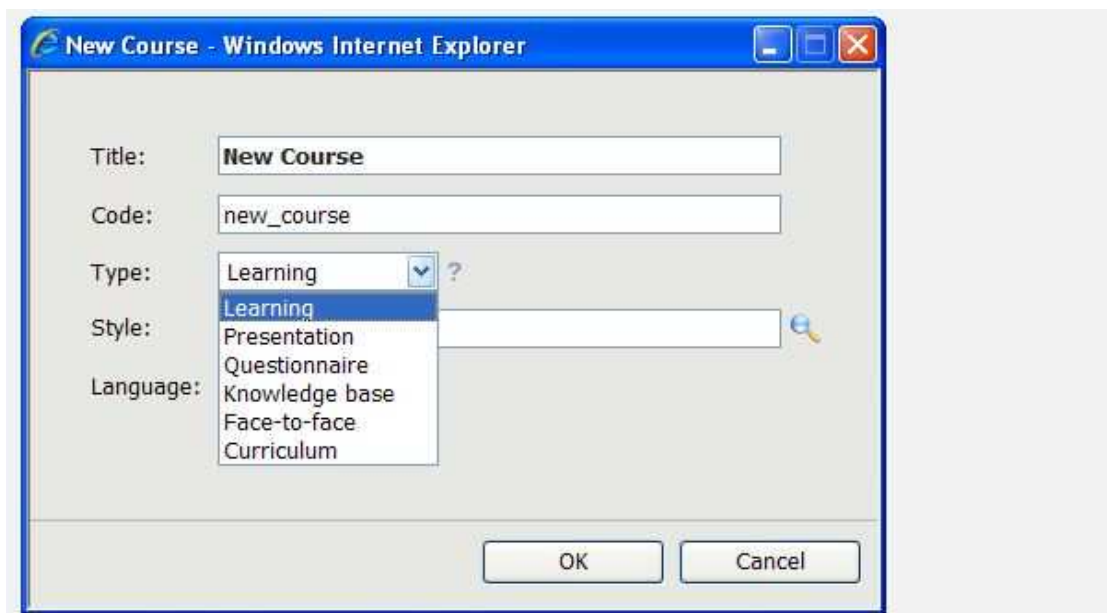 New Course - Windows Internet Explorer
Title: New Course
Code: new_course
Type: Learning ?
Learning
Style:
Presentation
Questionnaire
Language: Knowledge base
Face-to-face
Curriculum
OK Cancel